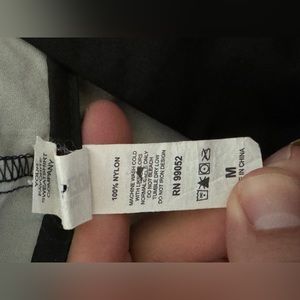 100% NYLON
MACHINE WASH COLD
WITH LIKE COLORS
NORMAL CYCLE ONLY
DO NOT BLEACH
TUMBLE DRY LOW
DO NOT IRON DESIGN
RN 99052
M
IN CHINA